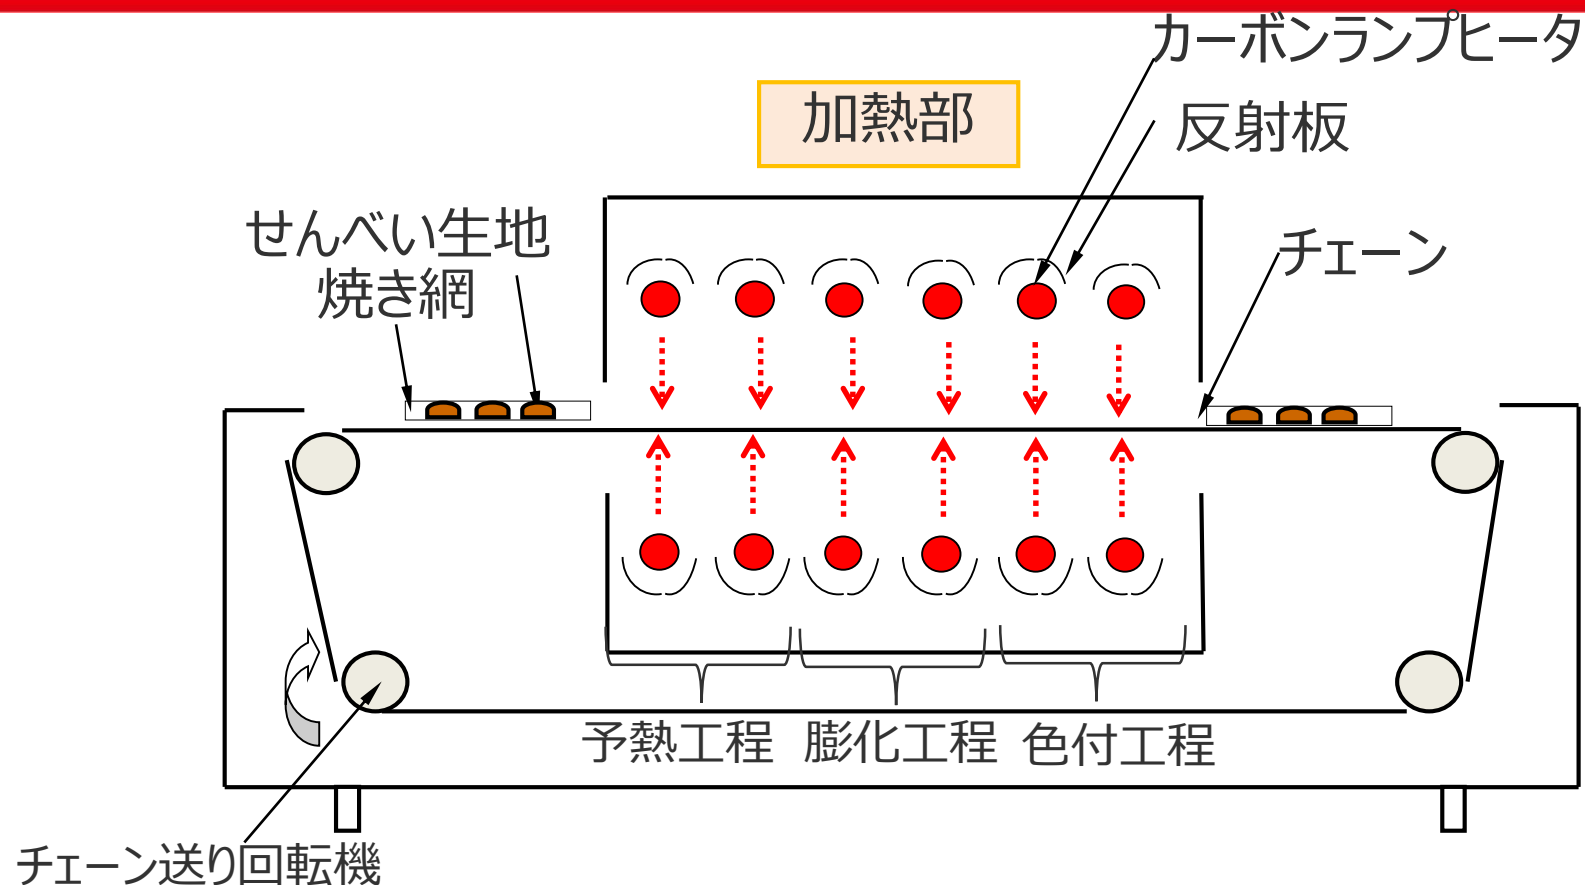 カーボンランプヒータ
加熱部
反射板
せんべい生地
焼き網
チェーン
予熱工程 膨化工程 色付工程
チェーン送り回転機